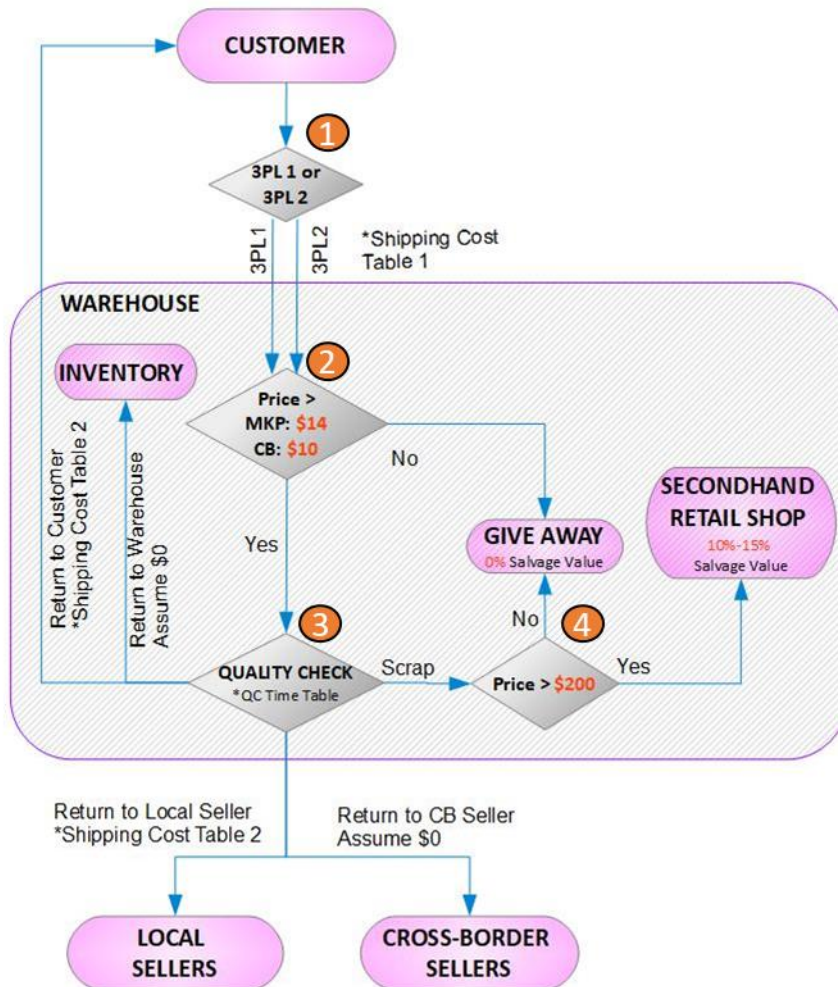 CUSTOMER
1
3PL 1 or
3PL 2
3PL1
3PL2
*Shipping Cost
Table 1
WAREHOUSE
INVENTORY
2
Price >
MKP: $14
CB: $10
No
Yes
SECONDHAND
RETAIL SHOP
10%-15%
Salvage Value
GIVE AWAY
0% Salvage Value
Return to Customer
*Shipping Cost Table 2
Return to Warehouse
Assume $0
3
QUALITY CHECK
*QC Time Table
Scrap
No
4
Price > $200
Yes
Return to Local Seller
*Shipping Cost Table 2
Return to CB Seller
Assume $0
LOCAL
SELLERS
CROSS-BORDER
SELLERS